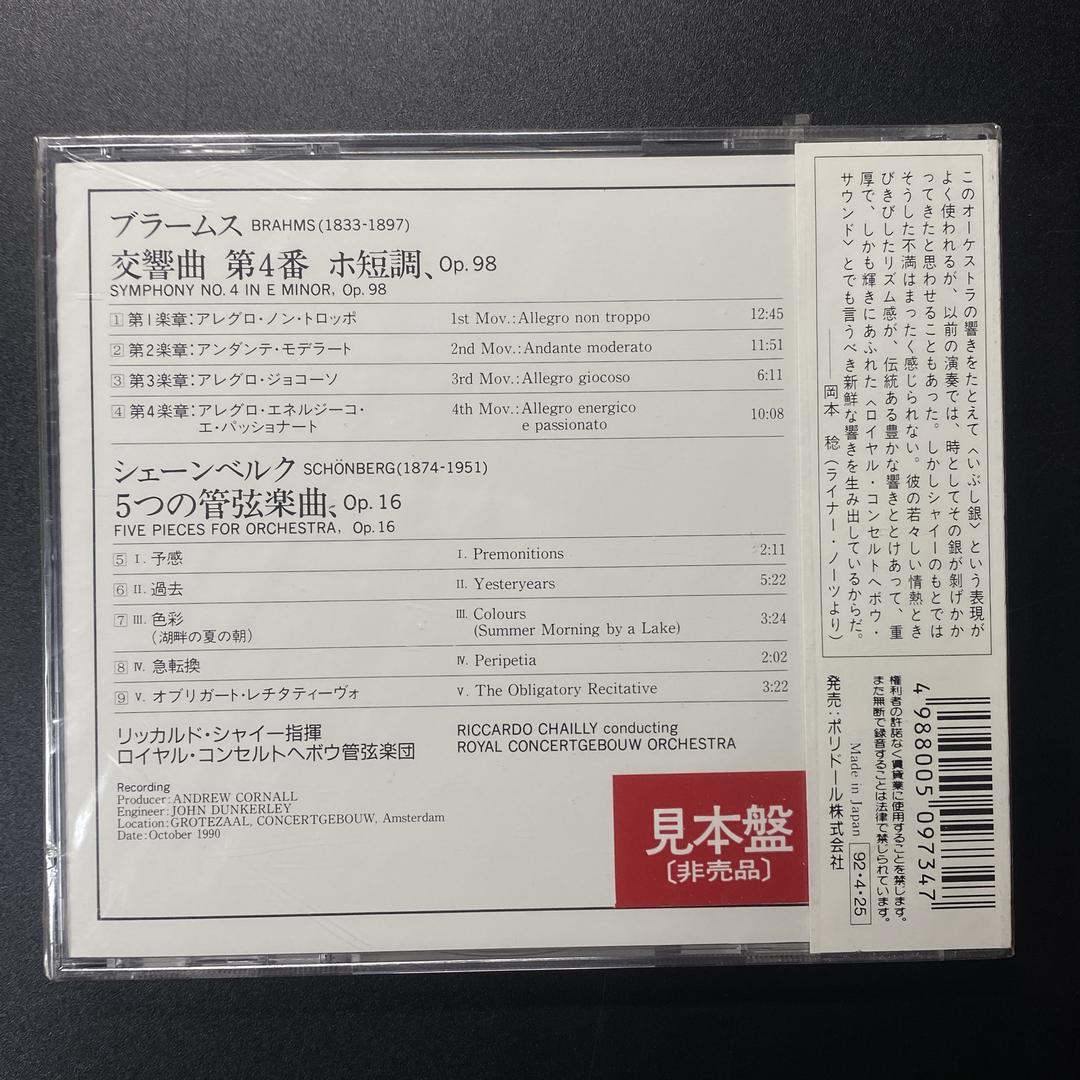 ブラームス BRAHMS(1833-1897)
交響曲 第4番 ホ短調、Op.98
SYMPHONY NO. 4 IN E MINOR, Op. 98
1 第1楽章:アレグロ・ノン・トロッポ 1st Mov.:Allegro non troppo 12:45
2 第2楽章:アンダンテ・モデラート 2nd Mov.:Andante moderato 11:51
3 第3楽章:アレグロ・ジョコーソ 3rd Mov.:Allegro giocoso 6:11
4 第4楽章:アレグロ・エネルジーコ・ 4th Mov.:Allegro energico 10:08
エ・パッショナート e passionato
シェーンベルク SCHÖNBERG(1874-1951)
5つの管弦楽曲、Op.16
FIVE PIECES FOR ORCHESTRA, Op. 16
5 I. 予感 I. Premonitions 2:11
6 II. 過去 II. Yesteryears 5:22
7 III. 色彩 III. Colours 3:24
(湖畔の夏の朝) (Summer Morning by a Lake)
8 IV. 急転換 IV. Peripetia 2:02
9 V. オブリガート・レチタティーヴォ V. The Obligatory Recitative 3:22
リッカルド・シャイー指揮 RICCARDO CHAILLY conducting
ロイヤル・コンセルトヘボウ管弦楽団 ROYAL CONCERTGEBOUW ORCHESTRA
Recording
Producer:ANDREW CORNALL
Engineer:JOHN DUNKERLEY
Location:GROTEZAAL, CONCERTGEBOUW, Amsterdam
Date:October 1990
見本盤
〔非売品〕
このオーケストラの響きをたとえて〈いぶし銀〉という表現が
よく使われるが、以前の演奏では、時としてその銀が剝げかか
ってきたと思わせることもあった。しかしシャイーのもとでは
そうした不満はまったく感じられない。彼の若々しい情熱とき
びきびしたリズム感が、伝統ある豊かな響きととけあって、重
厚で、しかも輝きにあふれた〈ロイヤル・コンセルトヘボウ・
サウンド〉とでも言うべき新鮮な響きを生み出しているからだ。
——岡本 稔(ライナー・ノーツより)
4988005097347
権利者の許諾なく賃貸業に使用することを禁じます。
また無断で録音することは法律で禁じられています。
Made in Japan 92・4・25
発売:ポリドール株式会社